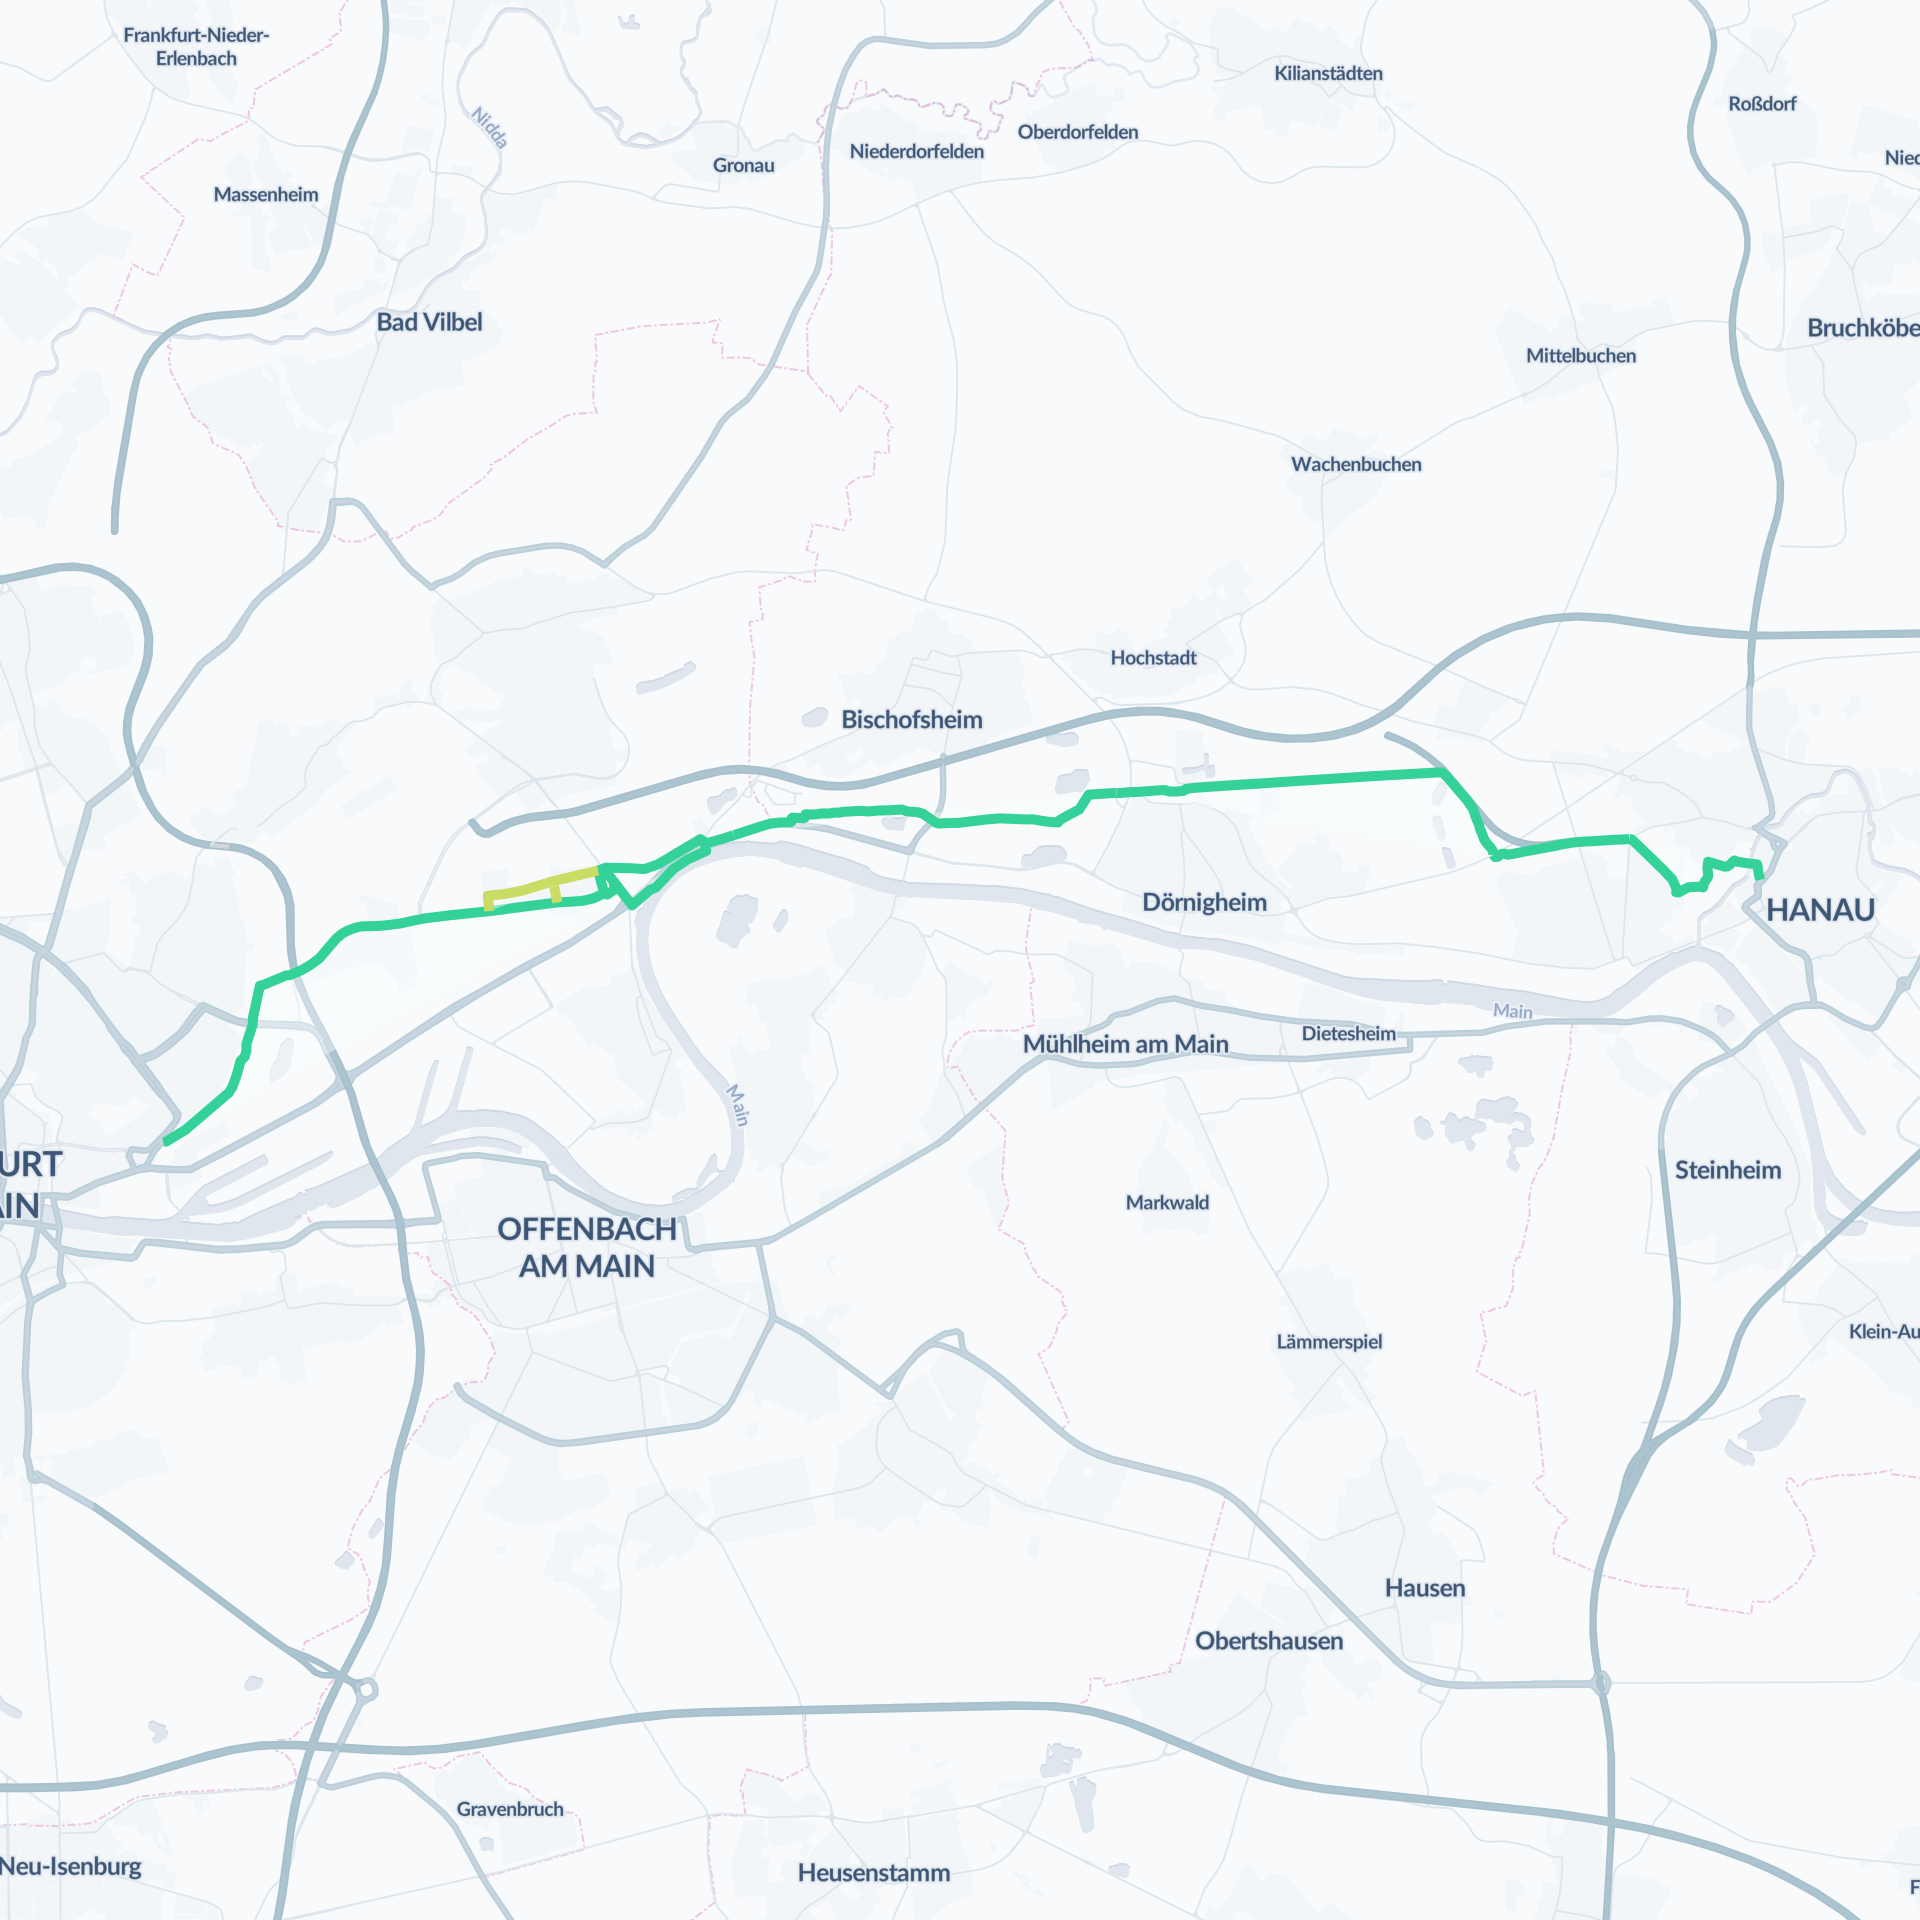 Frankfurt-Nieder-
Erlenbach
Kilianstädten
Roßdorf
Nidda
Oberdorfelden
Niederdorfelden
Gronau
Nied
Massenheim
Bad Vilbel
Bruchköbe
Mittelbuchen
Wachenbuchen
Hochstadt
Bischofsheim
Dörnigheim
HANAU
Main
Mühlheim am Main
Dietesheim
Main
URT
AIN
Steinheim
Markwald
OFFENBACH
AM MAIN
Klein-Au
Lämmerspiel
Hausen
Obertshausen
Gravenbruch
Neu-Isenburg
Heusenstamm
F